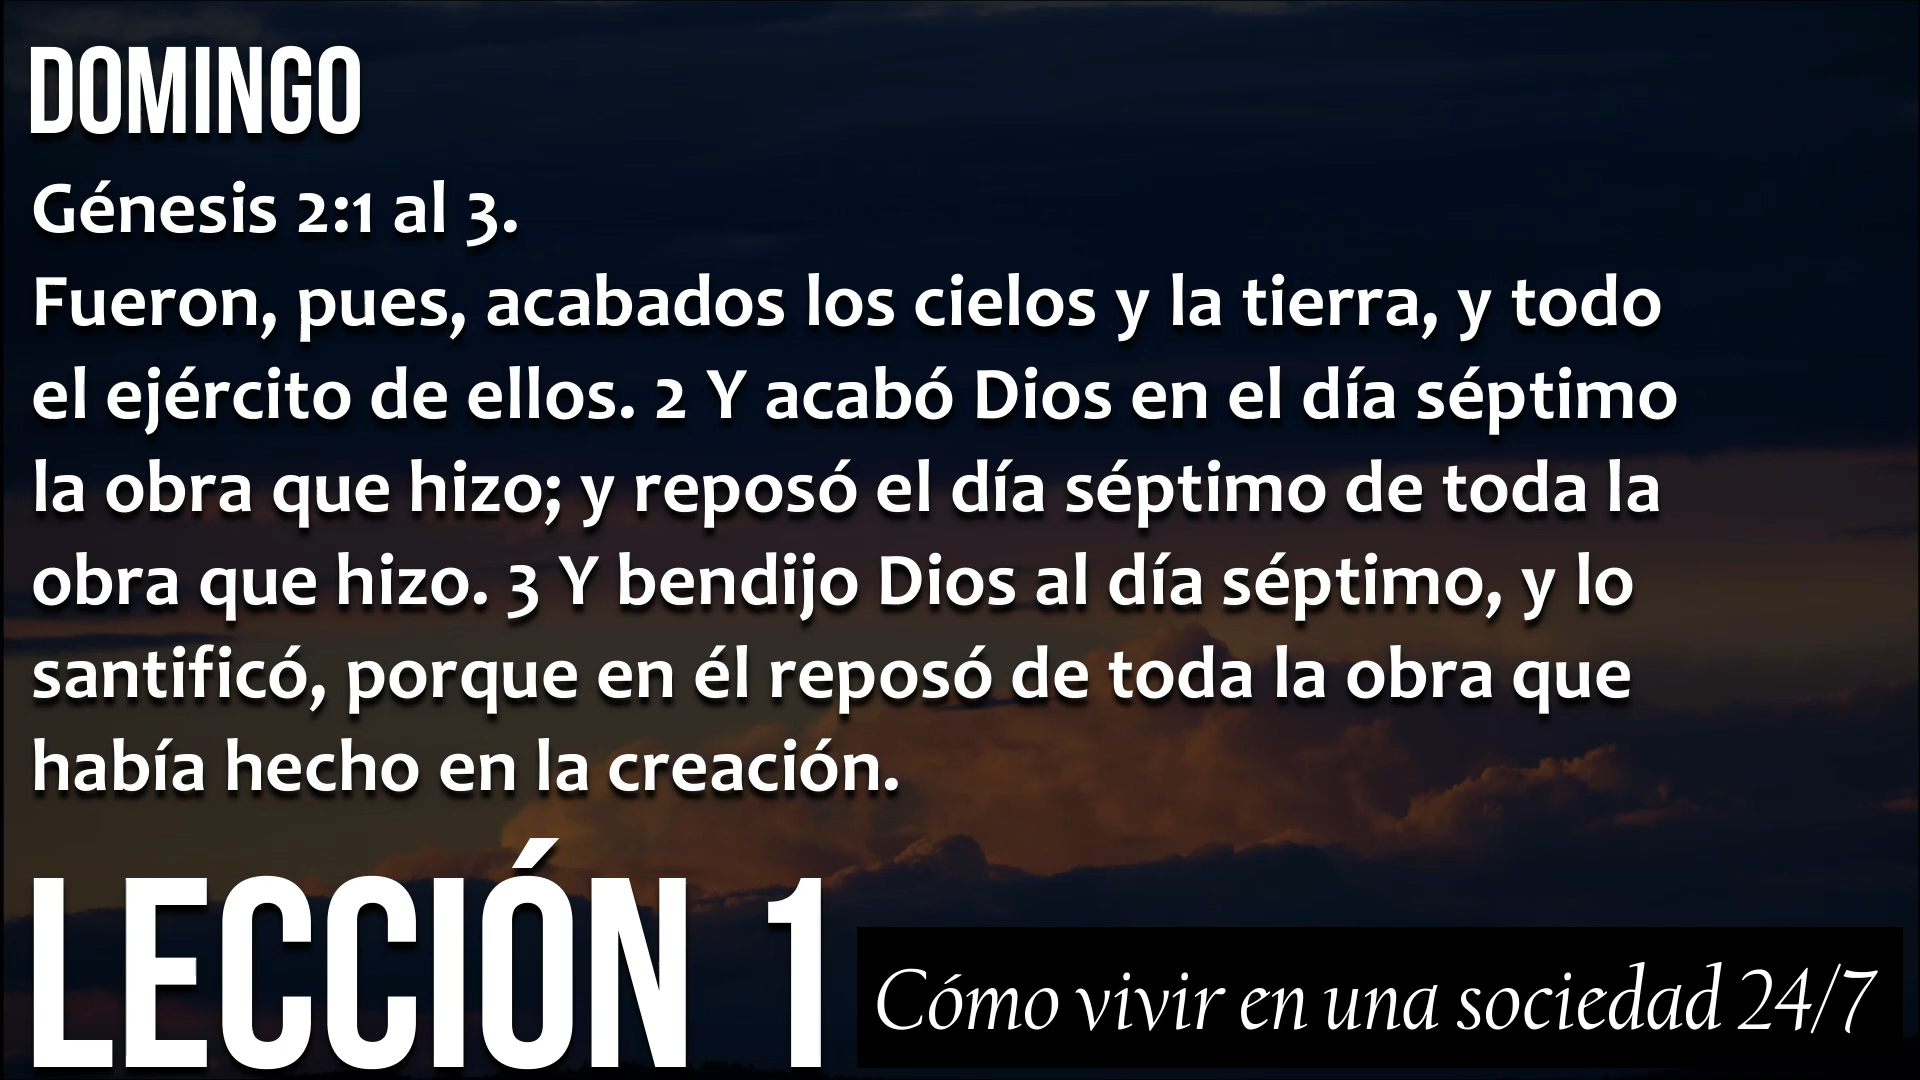 DOMINGO
Génesis 2:1 al 3.
Fueron, pues, acabados los cielos y la tierra, y todo
el ejército de ellos. 2 Y acabó Dios en el día séptimo
la obra que hizo; y reposó el día séptimo de toda la
obra que hizo. 3 Y bendijo Dios al día séptimo, y lo
santificó, porque en él reposó de toda la obra que
había hecho en la creación.
LECCIÓN 1
Cómo vivir en una sociedad 24/7